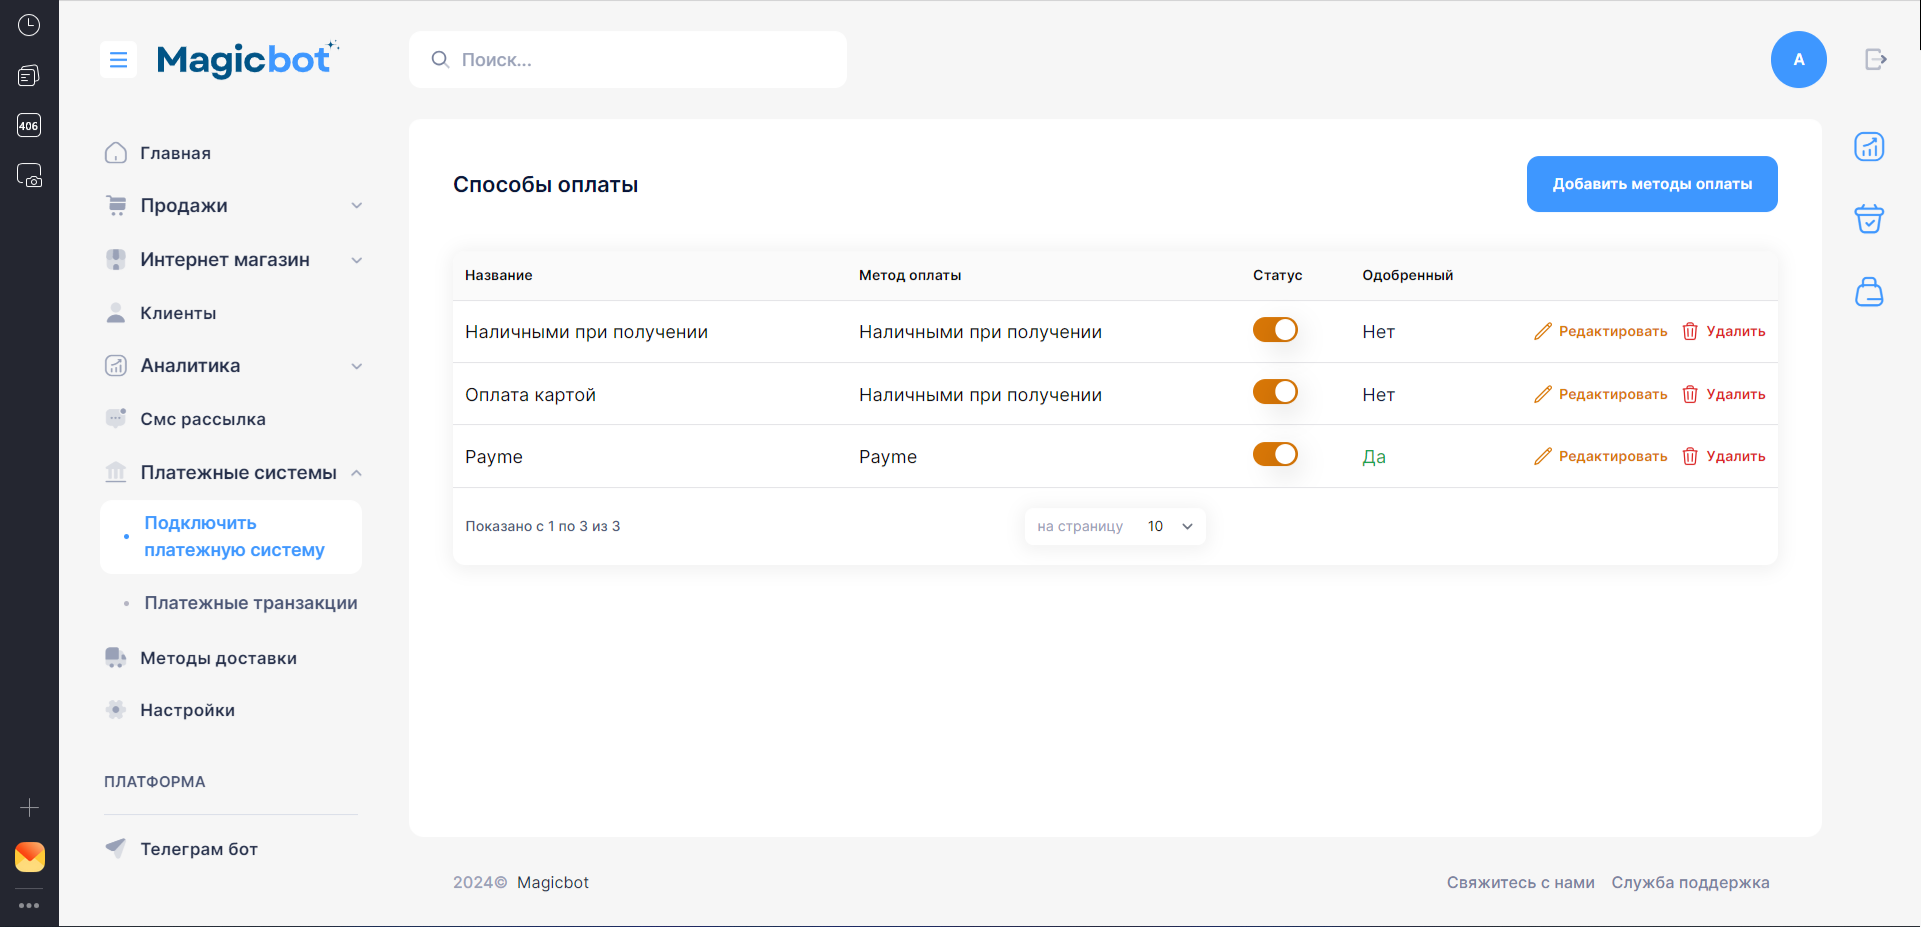 406
Magicbot
Поиск...
A
Главная
Продажи
Интернет магазин
Клиенты
Аналитика
Смс рассылка
Платежные системы
Подключить
платежную систему
Платежные транзакции
Методы доставки
Настройки
ПЛАТФОРМА
Телеграм бот
Способы оплаты
Добавить методы оплаты
Название Метод оплаты Статус Одобренный
Наличными при получении Наличными при получении Нет Редактировать Удалить
Оплата картой Наличными при получении Нет Редактировать Удалить
Payme Payme Да Редактировать Удалить
Показано с 1 по 3 из 3 на страницу 10
2024© Magicbot Свяжитесь с нами Служба поддержка